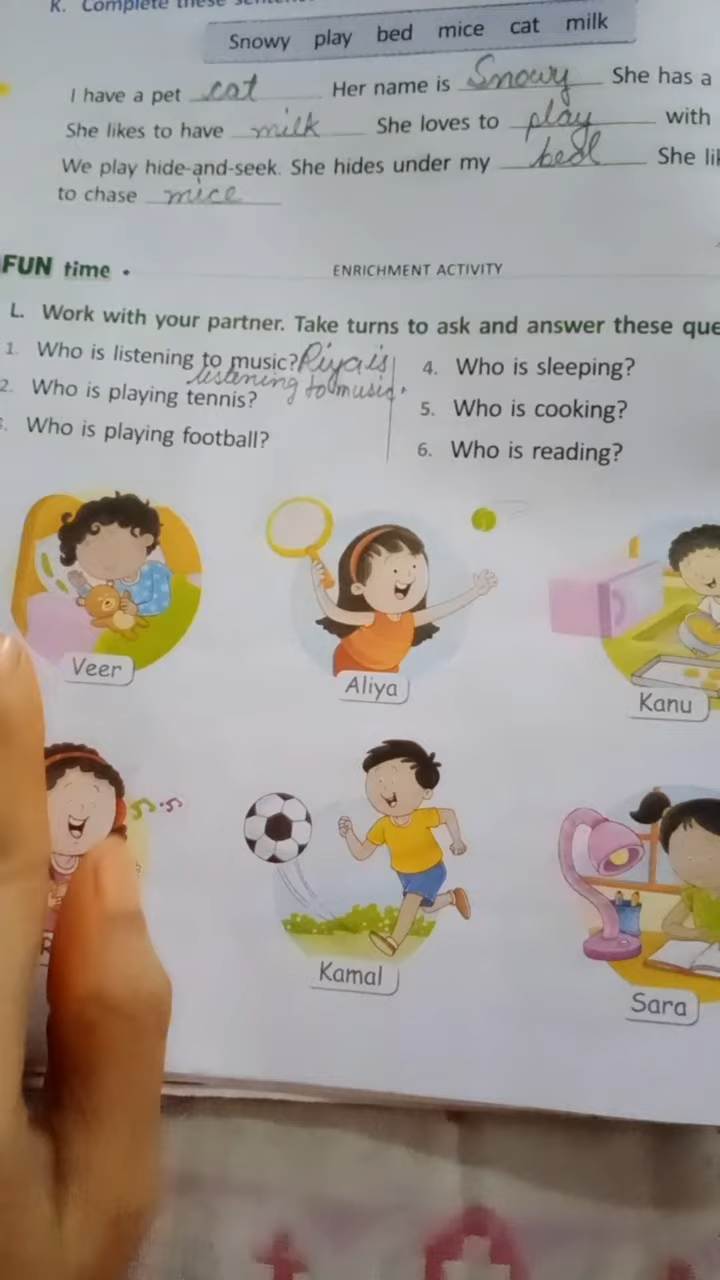 K. Complete these
Snowy play bed mice cat milk
I have a pet cat Her name is Snowy She has a
She likes to have milk She loves to play with
We play hide-and-seek. She hides under my bed She
to chase mice
FUN time •
ENRICHMENT ACTIVITY
L. Work with your partner. Take turns to ask and answer these
1. Who is listening to music? Riya is
listening to music.
2. Who is playing tennis?
Who is playing football?
4. Who is sleeping?
5. Who is cooking?
6. Who is reading?
Veer
Aliya
Kanu
Kamal
Sara